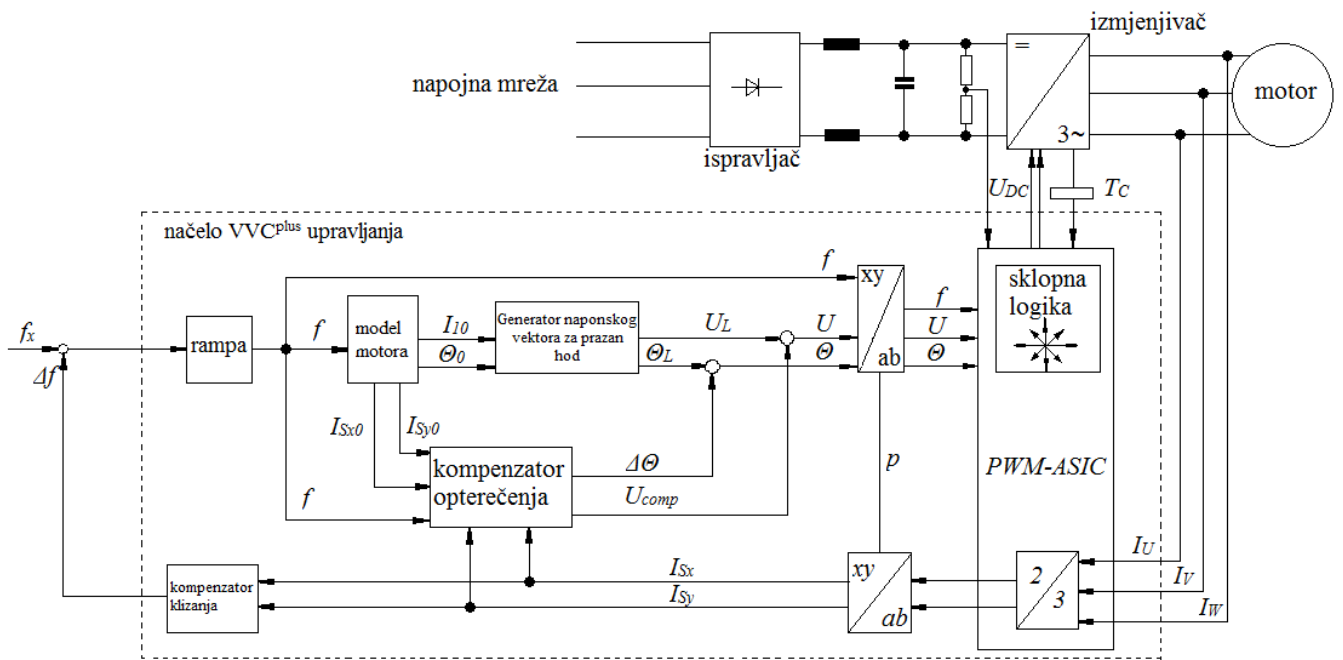 izmjenjivač
napojna mreža
=
3~
motor
ispravljač
U_DC
T_C
načelo VVC^plus upravljanja
f
xy
ab
sklopna
logika
f_x
Δf
rampa
f
model
motora
I_10
Θ_0
Generator naponskog
vektora za prazan
hod
U_L
Θ_L
U
Θ
f
U
Θ
I_Sx0
I_Sy0
f
kompenzator
opterečenja
ΔΘ
U_comp
p
PWM-ASIC
kompenzator
klizanja
I_Sx
I_Sy
xy
ab
2
3
I_U
I_V
I_W